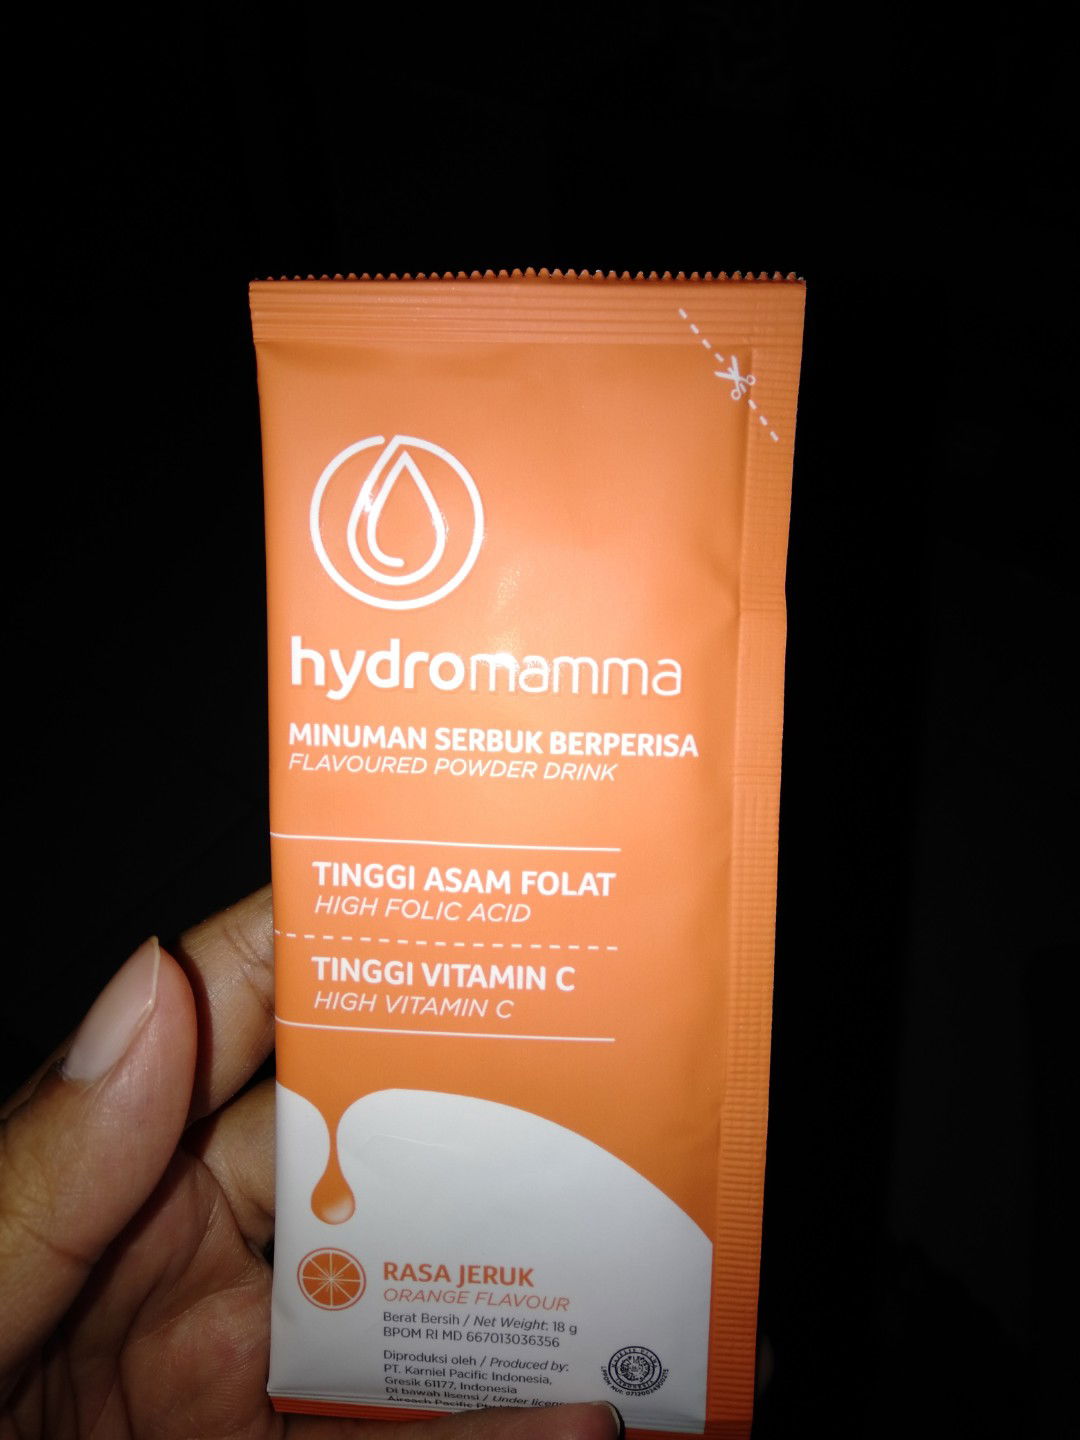 hydromamma
MINUMAN SERBUK BERPERISA
FLAVOURED POWDER DRINK
TINGGI ASAM FOLAT
HIGH FOLIC ACID
TINGGI VITAMIN C
HIGH VITAMIN C
RASA JERUK
ORANGE FLAVOUR
Berat Bersih / Net Weight: 18 g
BPOM RI MD 667013036356
Diproduksi oleh / Produced by:
PT. Karniel Pacific Indonesia,
Gresik 61177, Indonesia
Di bawah lisensi / Under
Pacific